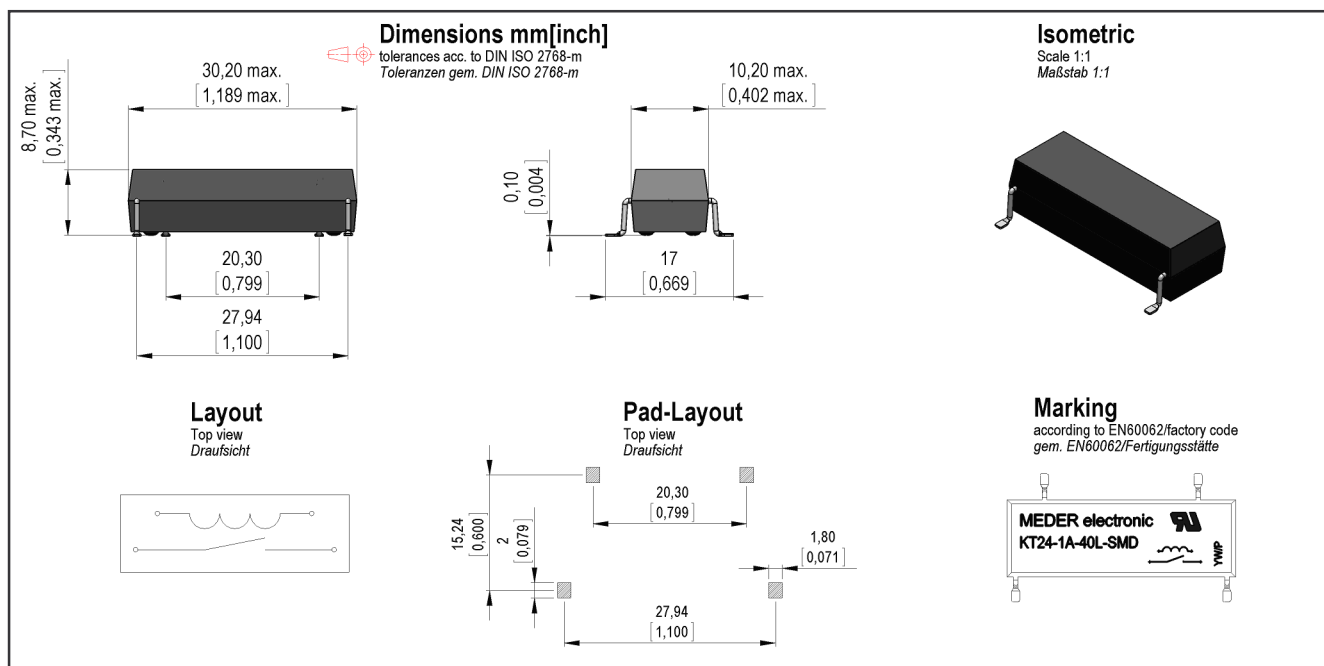 Dimensions mm[inch]
tolerances acc. to DIN ISO 2768-m
Toleranzen gem. DIN ISO 2768-m
30,20 max.
[1,189 max.]
8,70 max.
[0,343 max.]
20,30
[0,799]
27,94
[1,100]
10,20 max.
[0,402 max.]
0,10
[0,004]
17
[0,669]
Isometric
Scale 1:1
Maßstab 1:1
Layout
Top view
Draufsicht
Pad-Layout
Top view
Draufsicht
20,30
[0,799]
15,24
[0,600]
2
[0,079]
1,80
[0,071]
27,94
[1,100]
Marking
according to EN60062/factory code
gem. EN60062/Fertigungsstätte
MEDER electronic
KT24-1A-40L-SMD
YW/P